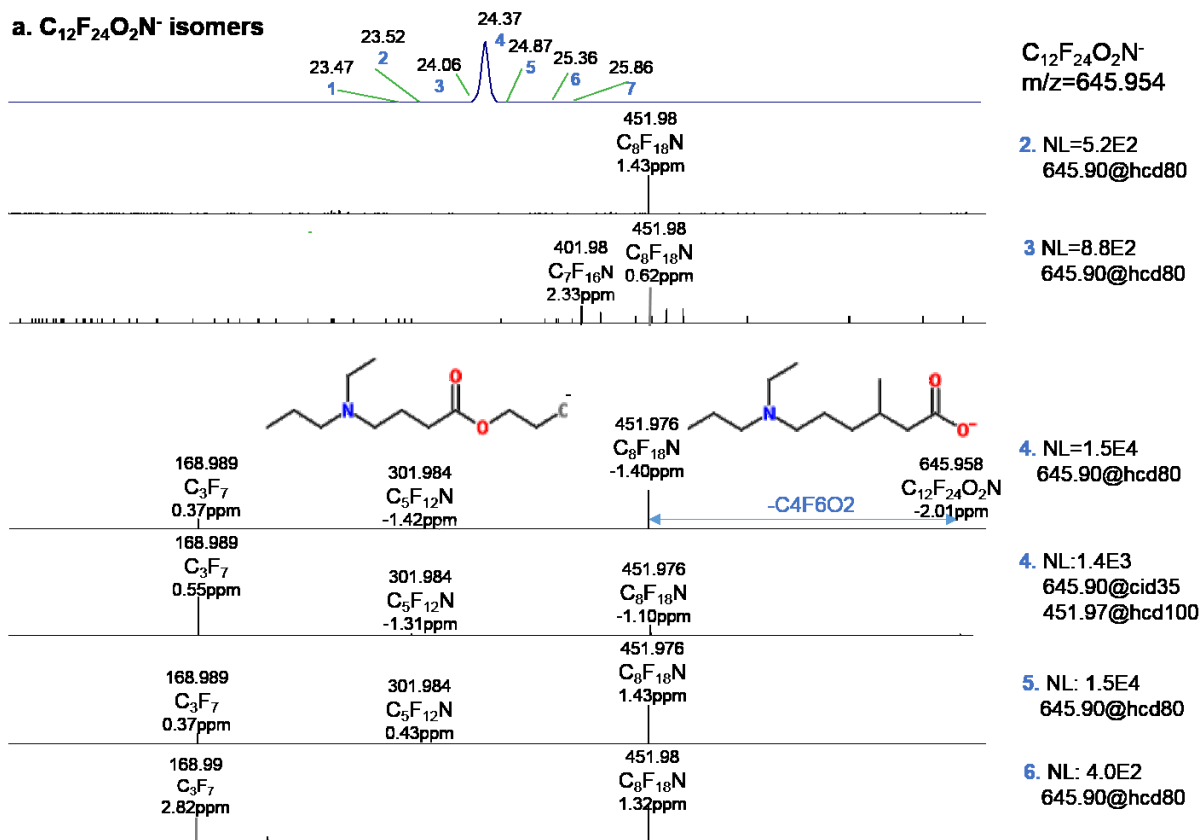 a. C₁₂F₂₄O₂N⁻ isomers
23.47
1
23.52
2
24.06
3
24.37
4
24.87
5
25.36
6
25.86
7
C₁₂F₂₄O₂N⁻
m/z=645.954
451.98
C₈F₁₈N
1.43ppm
2. NL=5.2E2
645.90@hcd80
401.98
C₇F₁₆N
2.33ppm
451.98
C₈F₁₈N
0.62ppm
3 NL=8.8E2
645.90@hcd80
N
O
O
C
-
N
O
O⁻
168.989
C₃F₇
0.37ppm
301.984
C₅F₁₂N
-1.42ppm
451.976
C₈F₁₈N
-1.40ppm
-C4F6O2
645.958
C₁₂F₂₄O₂N
-2.01ppm
4. NL=1.5E4
645.90@hcd80
168.989
C₃F₇
0.55ppm
301.984
C₅F₁₂N
-1.31ppm
451.976
C₈F₁₈N
-1.10ppm
4. NL:1.4E3
645.90@cid35
451.97@hcd100
168.989
C₃F₇
0.37ppm
301.984
C₅F₁₂N
0.43ppm
451.976
C₈F₁₈N
1.43ppm
5. NL: 1.5E4
645.90@hcd80
168.99
C₃F₇
2.82ppm
451.98
C₈F₁₈N
1.32ppm
6. NL: 4.0E2
645.90@hcd80